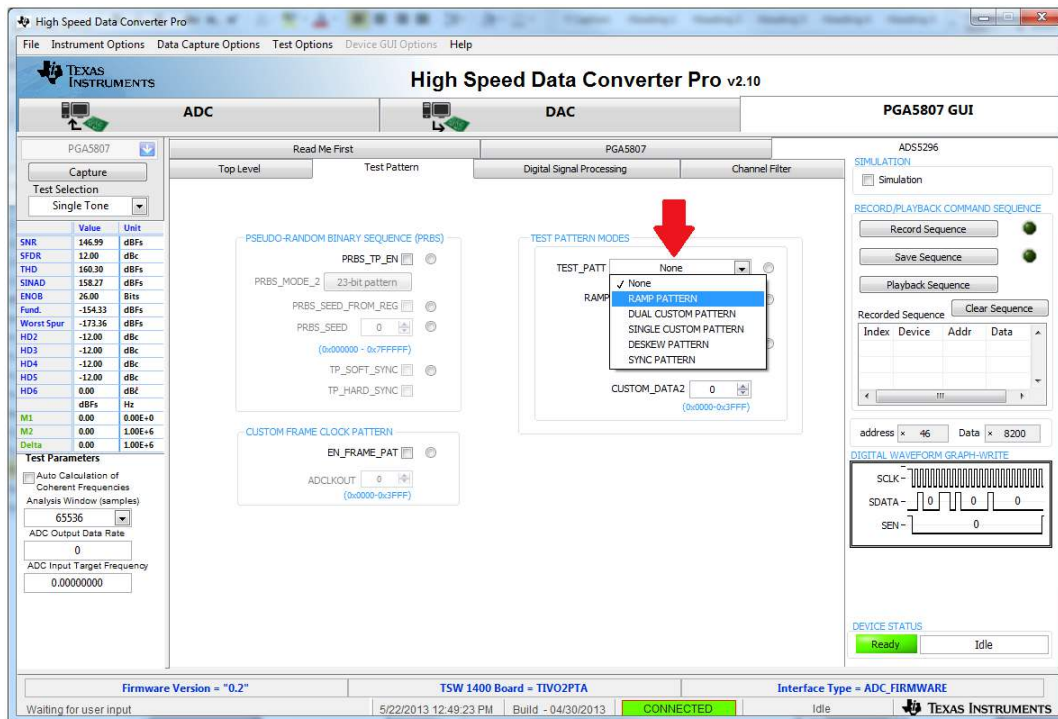 High Speed Data Converter Pro
File Instrument Options Data Capture Options Test Options Device GUI Options Help
TEXAS INSTRUMENTS
High Speed Data Converter Pro v2.10
ADC
DAC
PGA5807 GUI
PGA5807
Capture
Test Selection
Single Tone
Value Unit
SNR 146.99 dBFs
SFDR 12.00 dBc
THD 160.30 dBFs
SINAD 158.27 dBFs
ENOB 26.00 Bits
Fund. -154.33 dBFs
Worst Spur -173.36 dBFs
HD2 -12.00 dBc
HD3 -12.00 dBc
HD4 -12.00 dBc
HD5 -12.00 dBc
HD6 0.00 dBc
dBFs Hz
M1 0.00 0.00E+0
M2 0.00 1.00E+6
Delta 0.00 1.00E+6
Test Parameters
Auto Calculation of
Coherent Frequencies
Analysis Window (samples)
65536
ADC Output Data Rate
0
ADC Input Target Frequency
0.00000000
Read Me First
PGA5807
ADS5296
Top Level
Test Pattern
Digital Signal Processing
Channel Filter
PSEUDO-RANDOM BINARY SEQUENCE (PRBS)
PRBS_TP_EN
PRBS_MODE_2 23-bit pattern
PRBS_SEED_FROM_REG
PRBS_SEED 0
(0x000000 - 0x7FFFFF)
TP_SOFT_SYNC
TP_HARD_SYNC
CUSTOM FRAME CLOCK PATTERN
EN_FRAME_PAT
ADCLKOUT 0
(0x0000-0x3FFF)
TEST PATTERN MODES
TEST_PATT None
RAMP
✓ None
RAMP PATTERN
DUAL CUSTOM PATTERN
SINGLE CUSTOM PATTERN
DESKEW PATTERN
SYNC PATTERN
CUSTOM_DATA2 0
(0x0000-0x3FFF)
SIMULATION
Simulation
RECORD/PLAYBACK COMMAND SEQUENCE
Record Sequence
Save Sequence
Playback Sequence
Recorded Sequence Clear Sequence
Index Device Addr Data
address × 46 Data × 8200
DIGITAL WAVEFORM GRAPH-WRITE
SCLK
SDATA 0 0 0
SEN 0
DEVICE STATUS
Ready Idle
Firmware Version = "0.2"
TSW 1400 Board = TIVO2PTA
Interface Type = ADC_FIRMWARE
Waiting for user input
5/22/2013 12:49:23 PM
Build - 04/30/2013
CONNECTED
Idle
TEXAS INSTRUMENTS